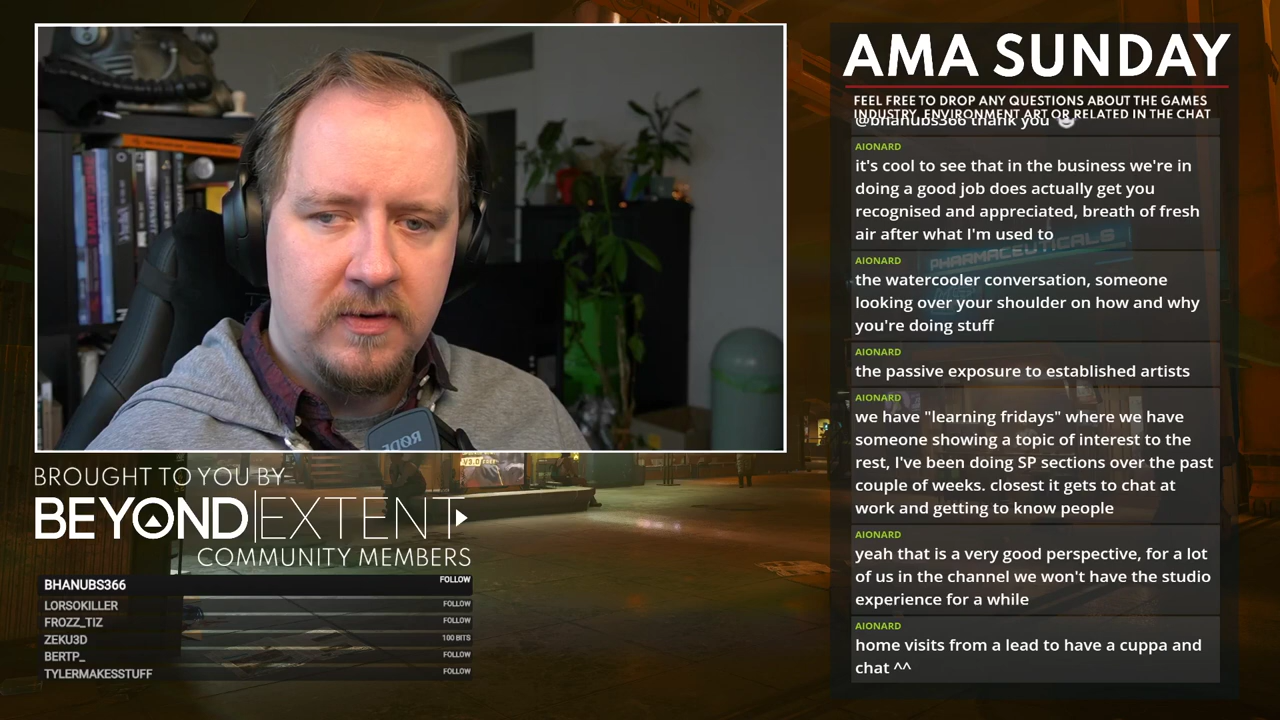 AMA SUNDAY
FEEL FREE TO DROP ANY QUESTIONS ABOUT THE GAMES
INDUSTRY, ENVIRONMENT ART OR RELATED IN THE CHAT
@bhanubs366 thank you
AIONARD
it's cool to see that in the business we're in
doing a good job does actually get you
recognised and appreciated, breath of fresh
air after what I'm used to
PHARMACEUTICALS
AIONARD
the watercooler conversation, someone
looking over your shoulder on how and why
you're doing stuff
AIONARD
the passive exposure to established artists
AIONARD
we have "learning fridays" where we have
someone showing a topic of interest to the
rest, I've been doing SP sections over the past
couple of weeks. closest it gets to chat at
work and getting to know people
AIONARD
yeah that is a very good perspective, for a lot
of us in the channel we won't have the studio
experience for a while
AIONARD
home visits from a lead to have a cuppa and
chat ^^
RØDE
BROUGHT TO YOU BY
BEYOND EXTENT
COMMUNITY MEMBERS
BHANUBS366 FOLLOW
LORSOKILLER FOLLOW
FROZZ_TIZ FOLLOW
ZEKU3D 100 BITS
BERTP_ FOLLOW
TYLERMAKESSTUFF FOLLOW
V3.0